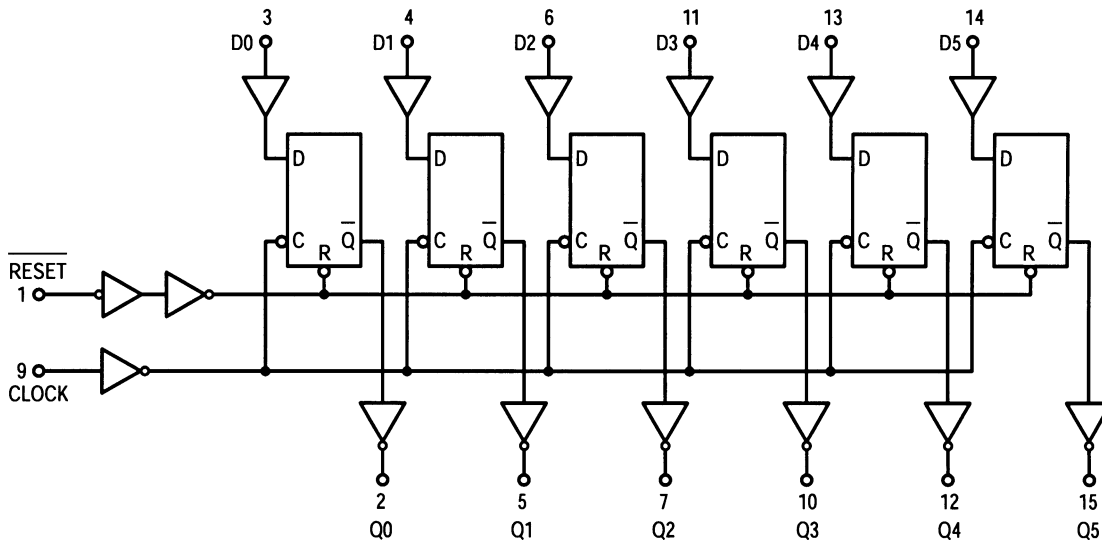 3 4 6 11 13 14
D0 D1 D2 D3 D4 D5
D D D D D D
C R Q̅ C R Q̅ C R Q̅ C R Q̅ C R Q̅ C R Q̅
R̅E̅S̅E̅T̅
1
9
CLOCK
2 5 7 10 12 15
Q0 Q1 Q2 Q3 Q4 Q5